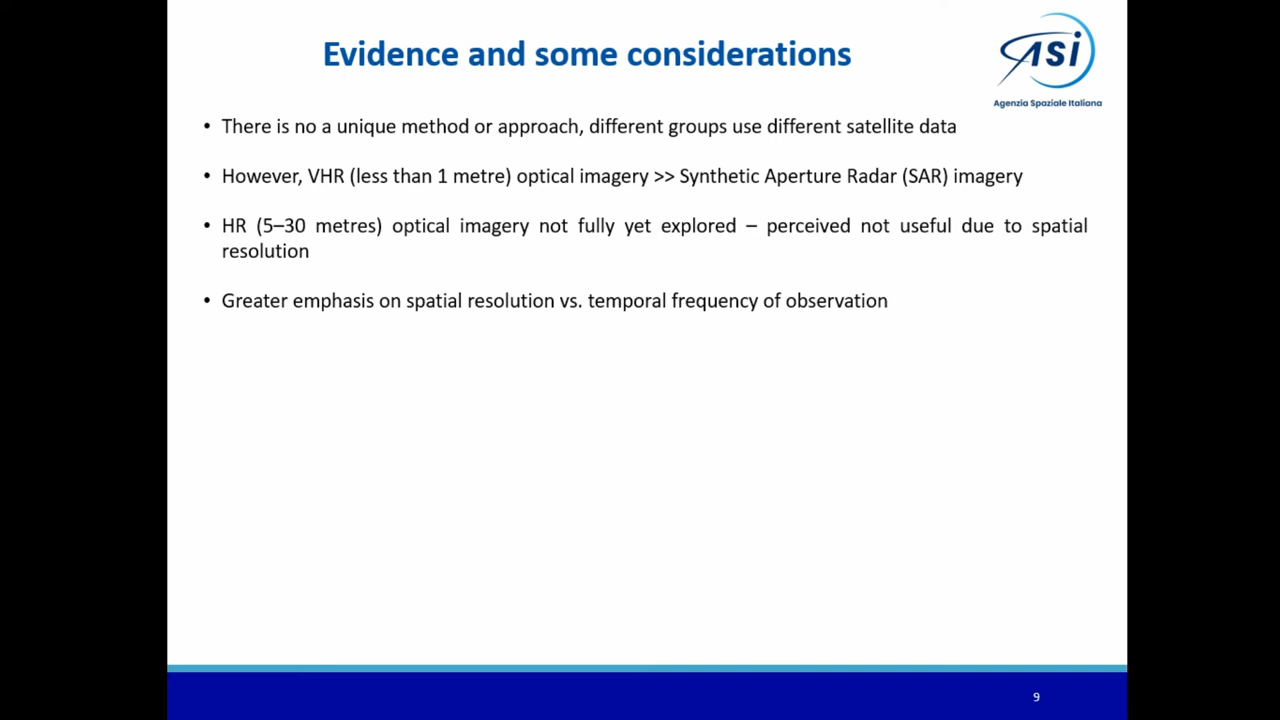 Evidence and some considerations
ASI
Agenzia Spaziale Italiana
• There is no a unique method or approach, different groups use different satellite data
• However, VHR (less than 1 metre) optical imagery >> Synthetic Aperture Radar (SAR) imagery
• HR (5–30 metres) optical imagery not fully yet explored – perceived not useful due to spatial
resolution
• Greater emphasis on spatial resolution vs. temporal frequency of observation
9